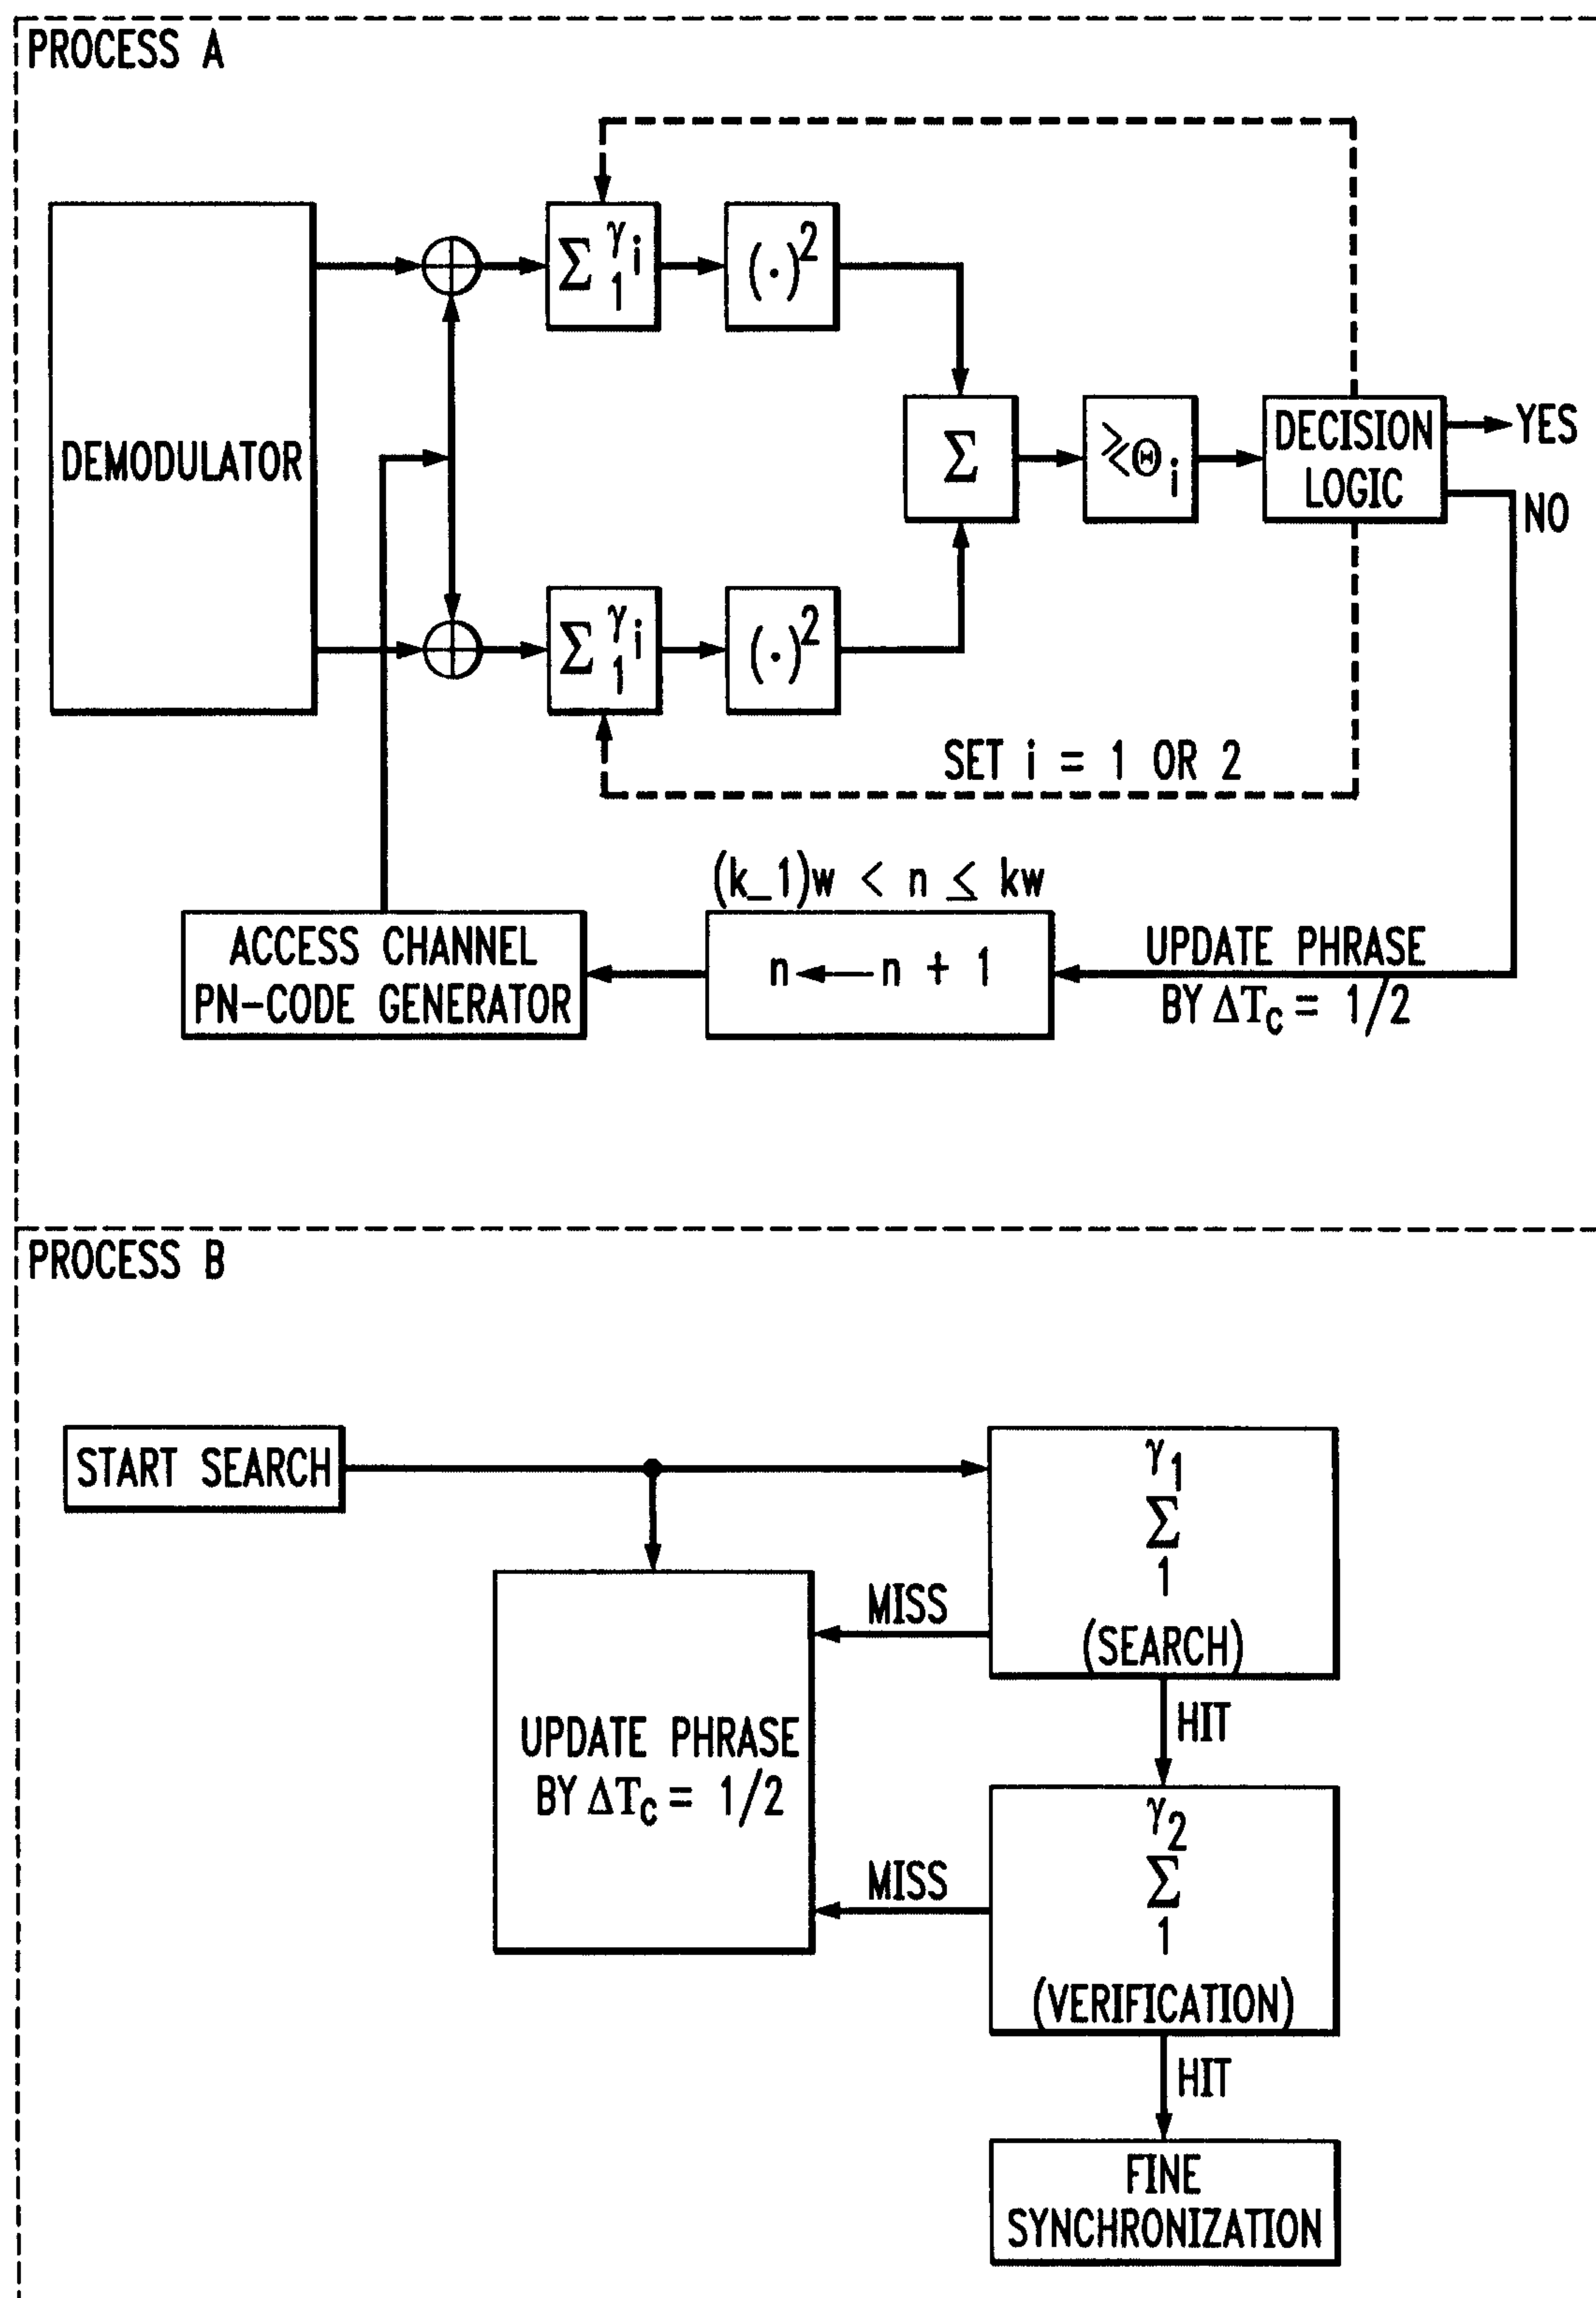 PROCESS A
DEMODULATOR
Σ γi 1
(·)2
Σ
≷Θi
DECISION
LOGIC
YES
NO
Σ γi 1
(·)2
SET i = 1 OR 2
(k_1)w < n ≤ kw
ACCESS CHANNEL
PN-CODE GENERATOR
n ← n + 1
UPDATE PHRASE
BY ΔTc = 1/2
PROCESS B
START SEARCH
γ1
Σ
1
(SEARCH)
MISS
HIT
UPDATE PHRASE
BY ΔTc = 1/2
γ2
Σ
1
(VERIFICATION)
MISS
HIT
FINE
SYNCHRONIZATION